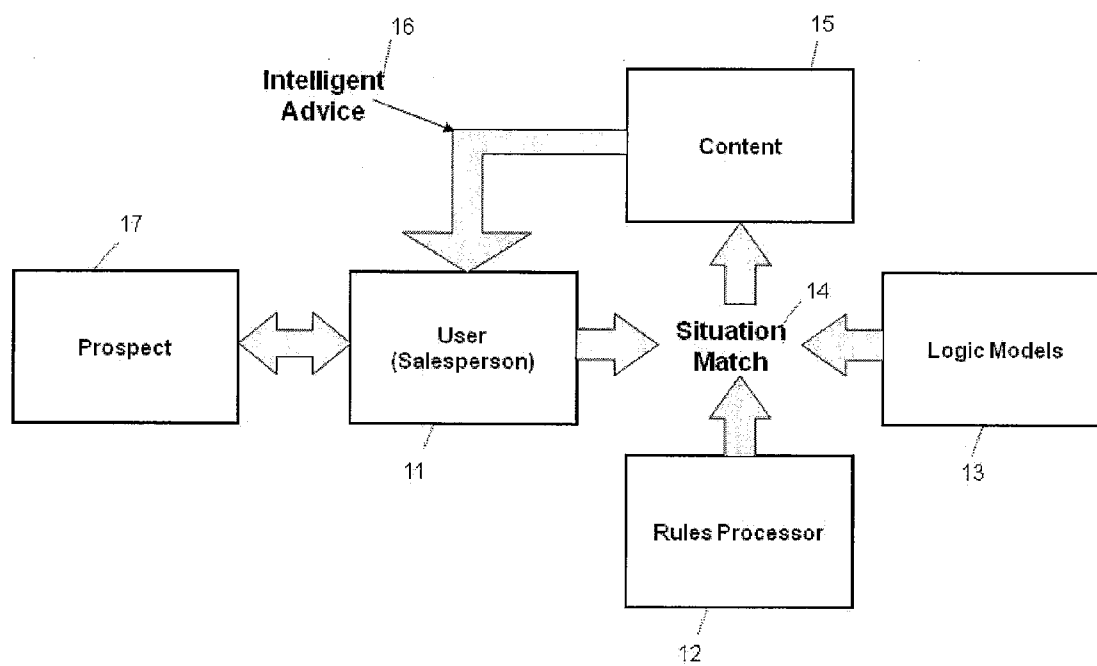 16
15
Intelligent
Advice
Content
17
14
Prospect
User
(Salesperson)
Situation
Match
Logic Models
11
13
Rules Processor
12